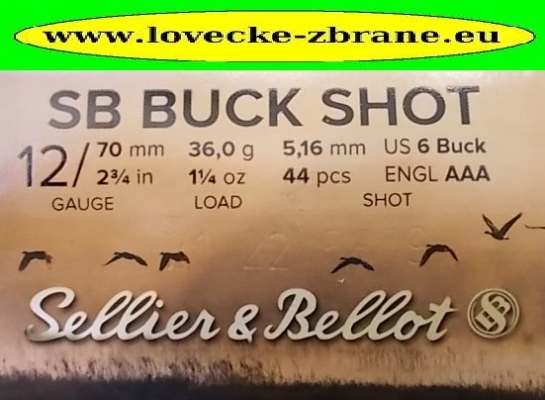 www.lovecke-zbrane.eu
SB BUCK SHOT
12/ 70 mm 36,0 g 5,16 mm US 6 Buck
2¾ in 1¼ oz 44 pcs ENGL AAA
GAUGE LOAD SHOT
Sellier & Bellot SB